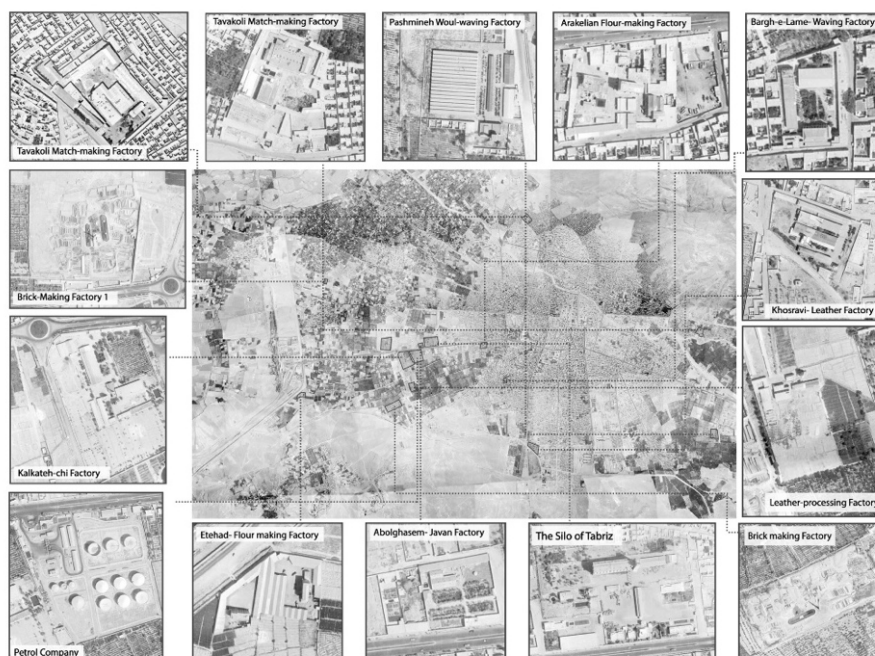 Tavakoli Match-making Factory
Pashmineh Woul-waving Factory
Arakelian Flour-making Factory
Bargh-e-Lame- Waving Factory
Tavakoli Match-making Factory
Brick-Making Factory 1
Khosravi- Leather Factory
Kalkateh-chi Factory
Leather-processing Factory
Etehad- Flour making Factory
Abolghasem- Javan Factory
The Silo of Tabriz
Brick making Factory
Petrol Company